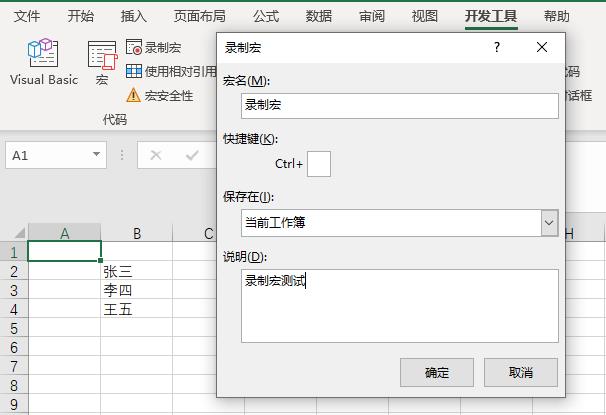 文件 开始 插入 页面布局 公式 数据 审阅 视图 开发工具 帮助
Visual Basic
宏
录制宏
使用相对引用
宏安全性
代码
录制宏 ? ×
宏名(M):
录制宏
快捷键(K):
Ctrl+
保存在(I):
当前工作簿
说明(D):
录制宏测试
确定 取消
代码
对话框
A1
A B C H
1
2 张三
3 李四
4 王五
5
6
7
8
9